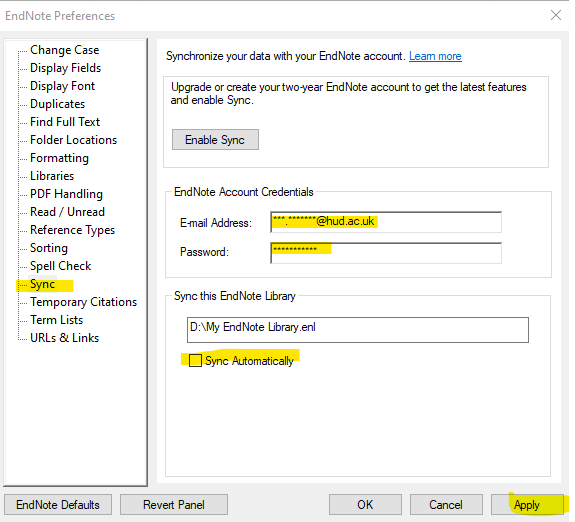 EndNote Preferences
Change Case
Display Fields
Display Font
Duplicates
Find Full Text
Folder Locations
Formatting
Libraries
PDF Handling
Read / Unread
Reference Types
Sorting
Spell Check
Sync
Temporary Citations
Term Lists
URLs & Links
Synchronize your data with your EndNote account. Learn more
Upgrade or create your two-year EndNote account to get the latest features
and enable Sync.
Enable Sync
EndNote Account Credentials
E-mail Address: ***.*******@hud.ac.uk
Password: ***********
Sync this EndNote Library
D:\My EndNote Library.enl
Sync Automatically
EndNote Defaults Revert Panel OK Cancel Apply